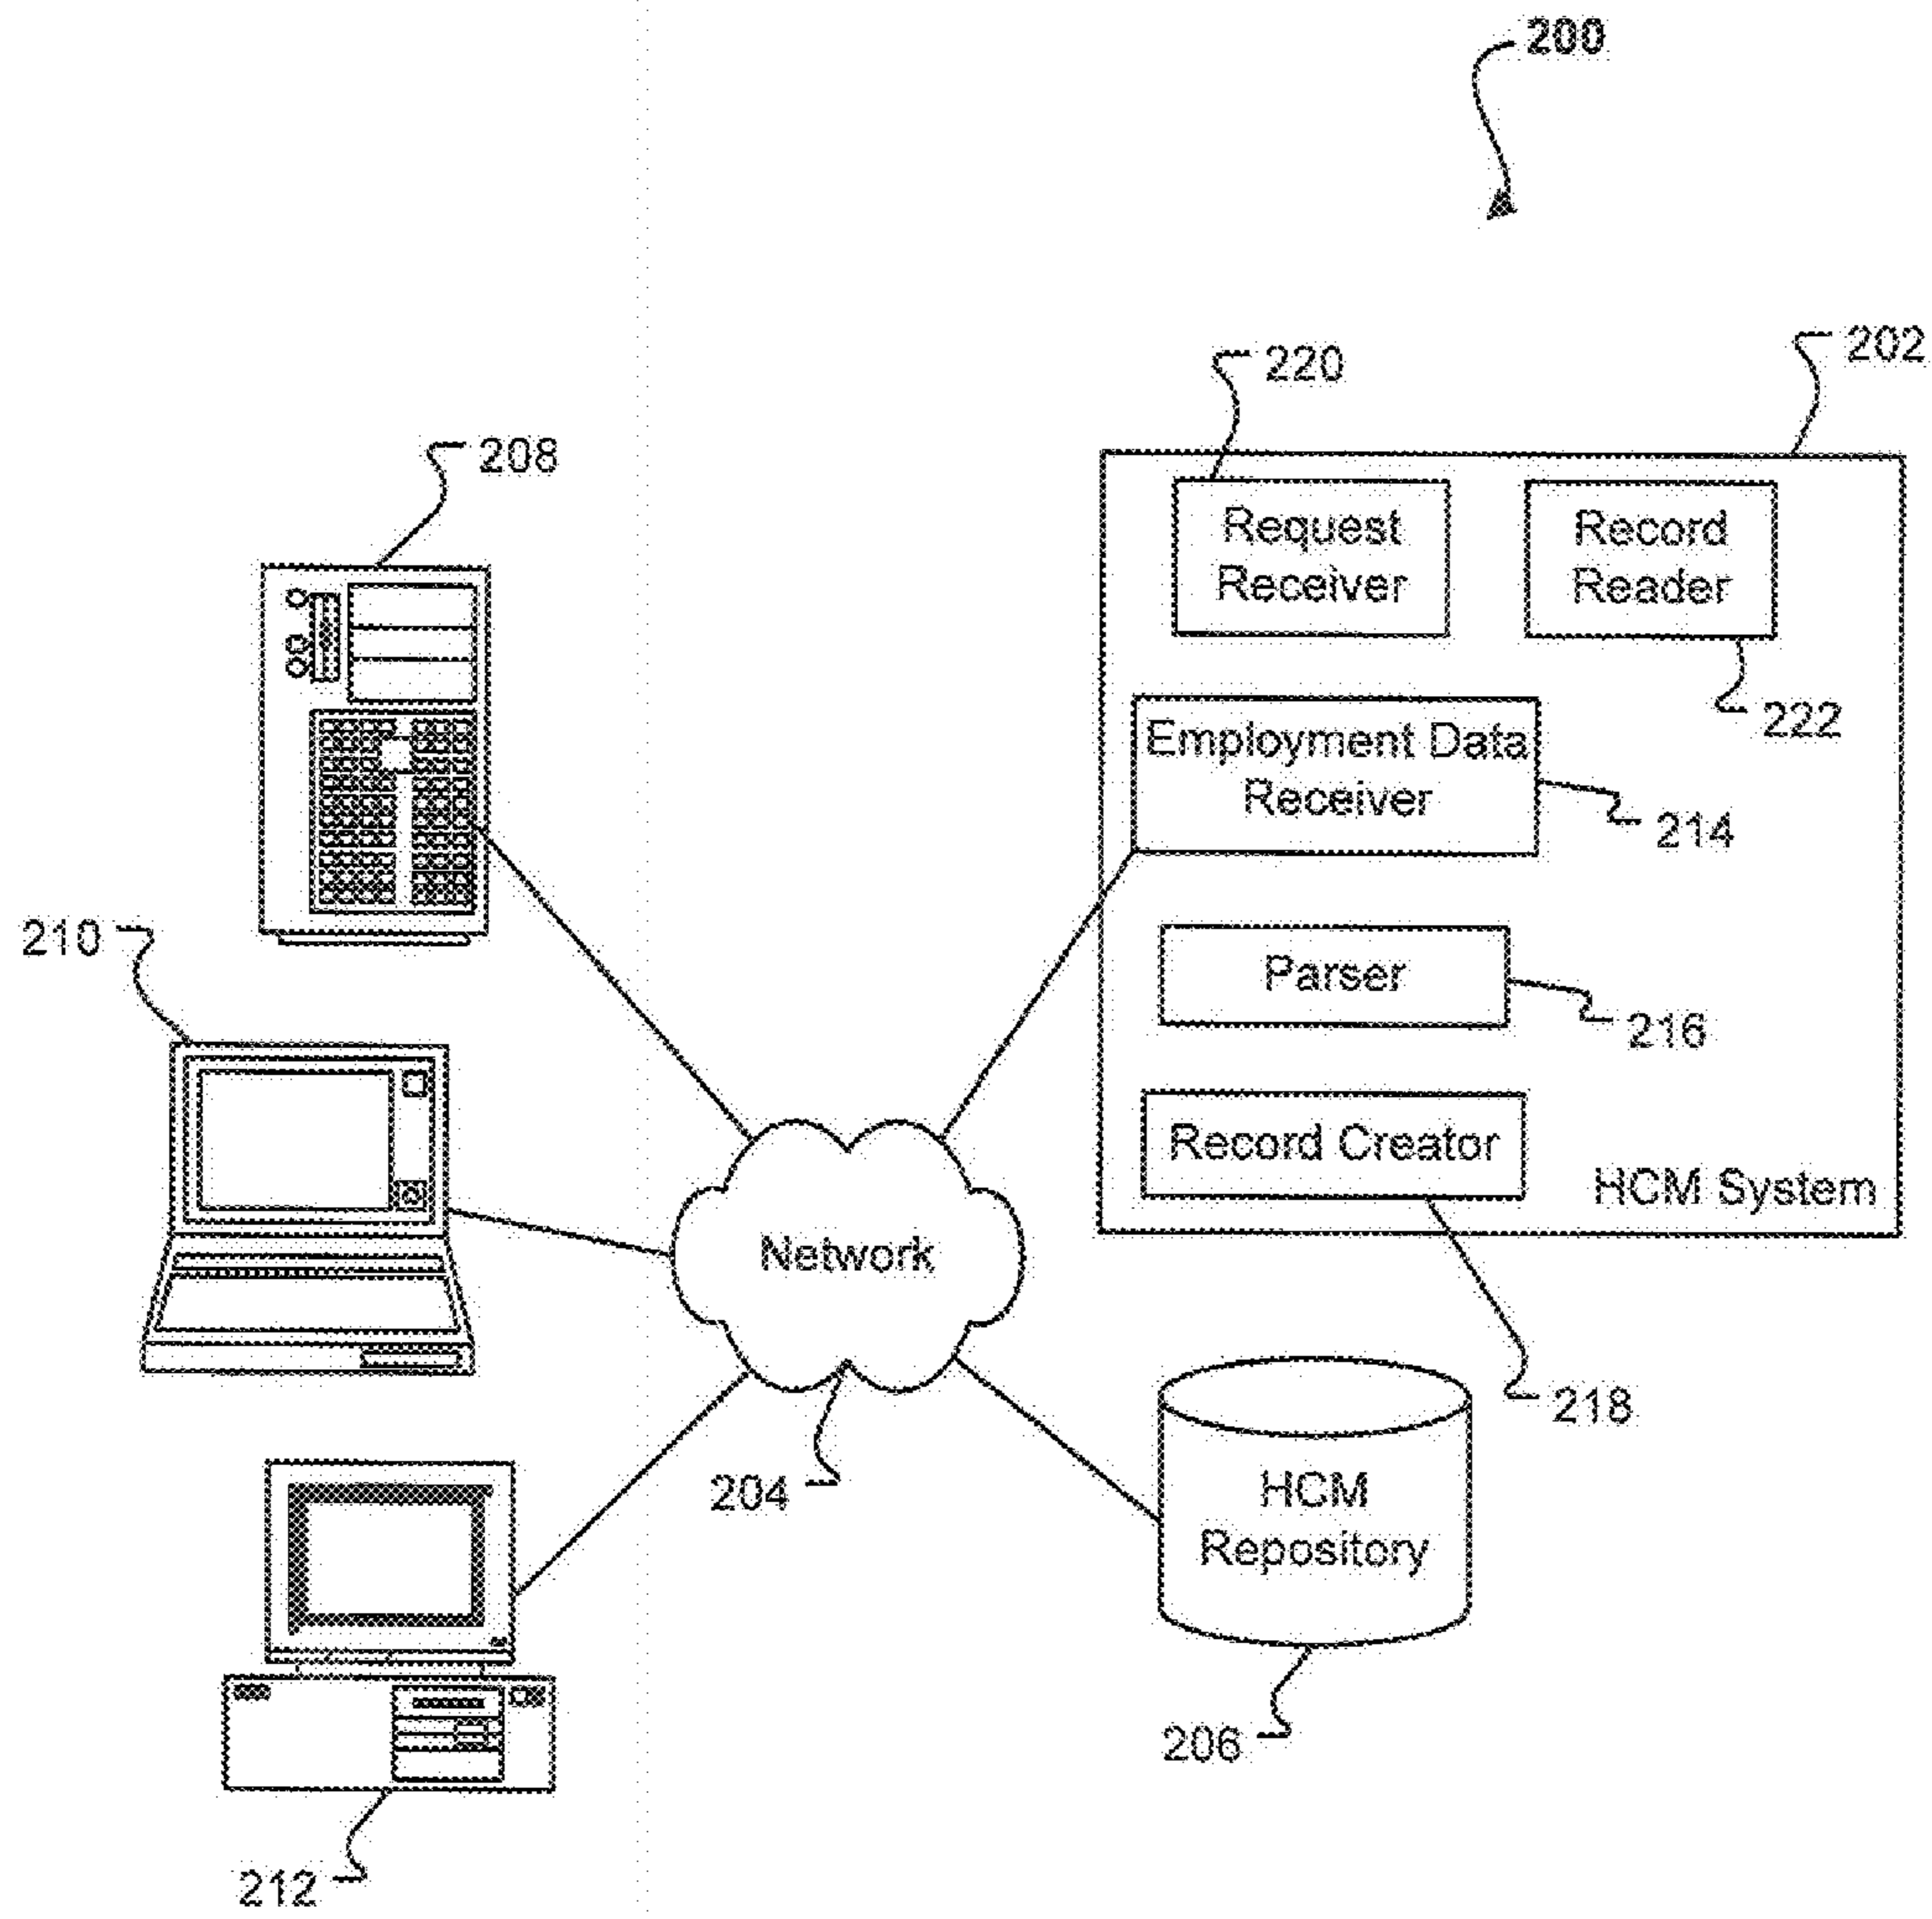 200
202
220
208
Request
Receiver
Record
Reader
222
Employment Data
Receiver
214
210
Parser
216
Record Creator
HCM System
Network
218
204
HCM
Repository
206
212